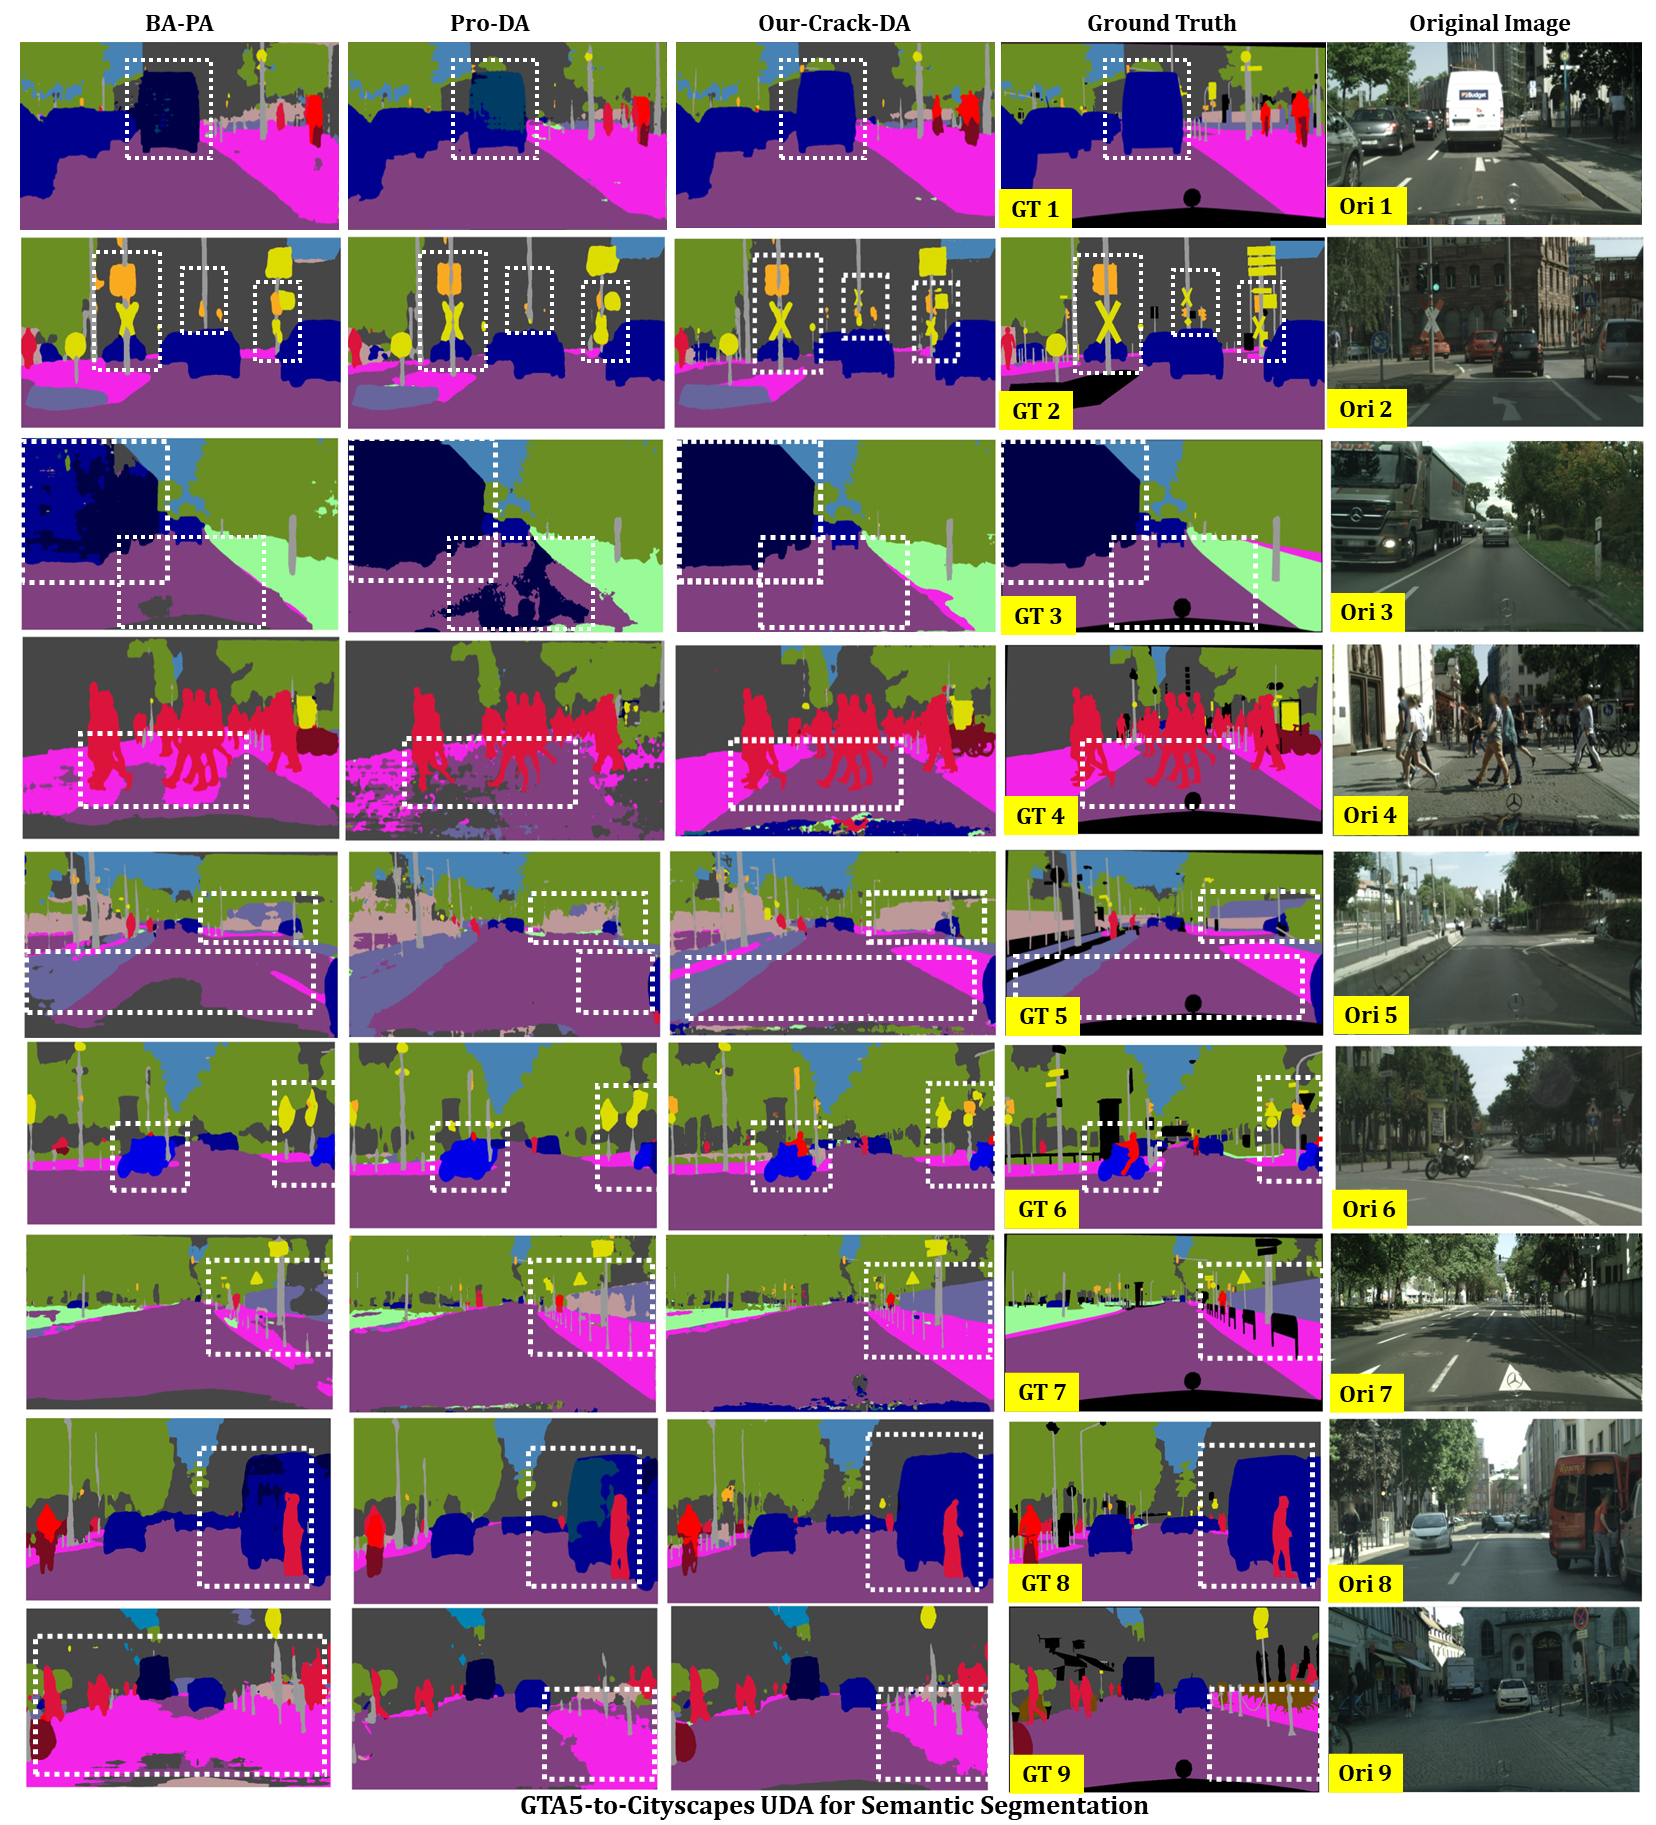 BA-PA Pro-DA Our-Crack-DA Ground Truth Original Image
Budget
GT 1 Ori 1
GT 2 Ori 2
GT 3 Ori 3
GT 4 Ori 4
GT 5 Ori 5
GT 6 Ori 6
GT 7 Ori 7
GT 8 Ori 8
GT 9 Ori 9
GTA5-to-Cityscapes UDA for Semantic Segmentation